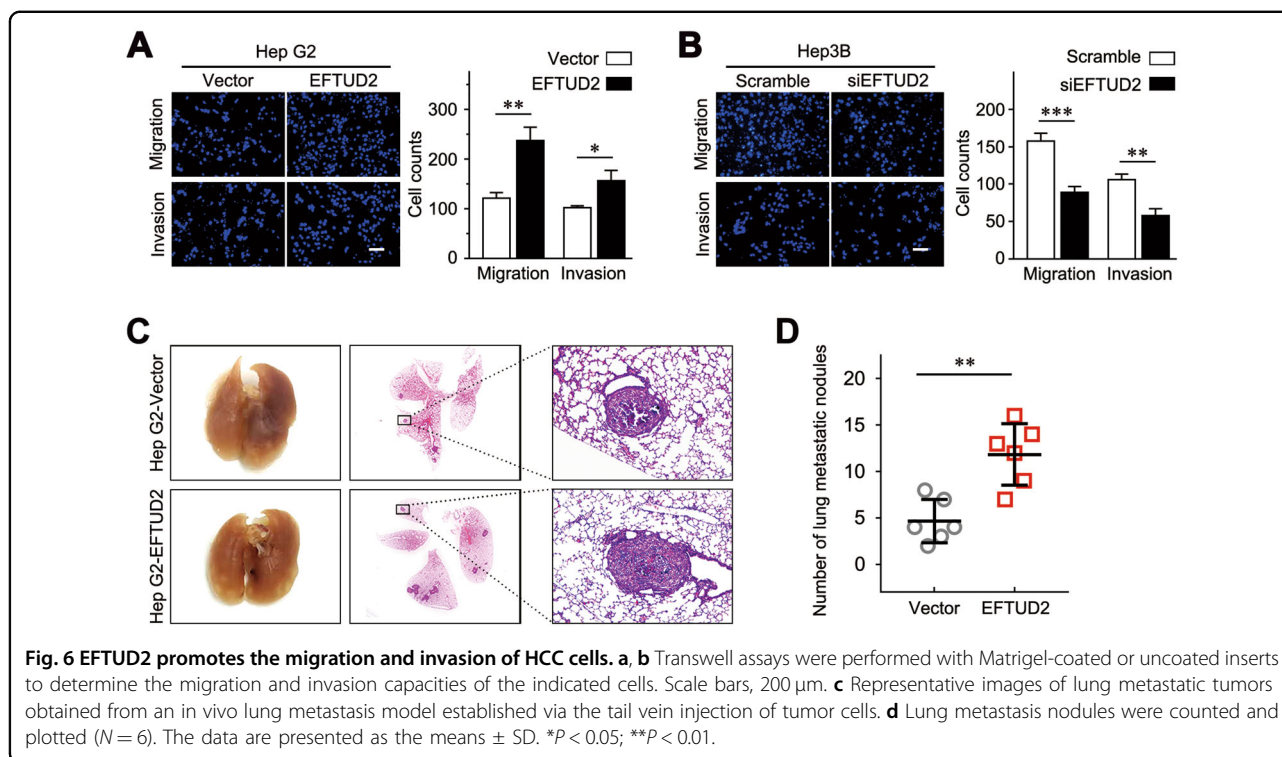 A
Hep G2
Vector EFTUD2
Migration
Invasion
Vector
EFTUD2
Cell counts
300
200
100
0
**
*
Migration Invasion
B
Hep3B
Scramble siEFTUD2
Migration
Invasion
Scramble
siEFTUD2
Cell counts
200
150
100
50
0
***
**
Migration Invasion
C
Hep G2-Vector
Hep G2-EFTUD2
D
Number of lung metastatic nodules
20
15
10
5
0
**
Vector EFTUD2
Fig. 6 EFTUD2 promotes the migration and invasion of HCC cells. a, b Transwell assays were performed with Matrigel-coated or uncoated inserts
to determine the migration and invasion capacities of the indicated cells. Scale bars, 200 μm. c Representative images of lung metastatic tumors
obtained from an in vivo lung metastasis model established via the tail vein injection of tumor cells. d Lung metastasis nodules were counted and
plotted (N = 6). The data are presented as the means ± SD. *P < 0.05; **P < 0.01.